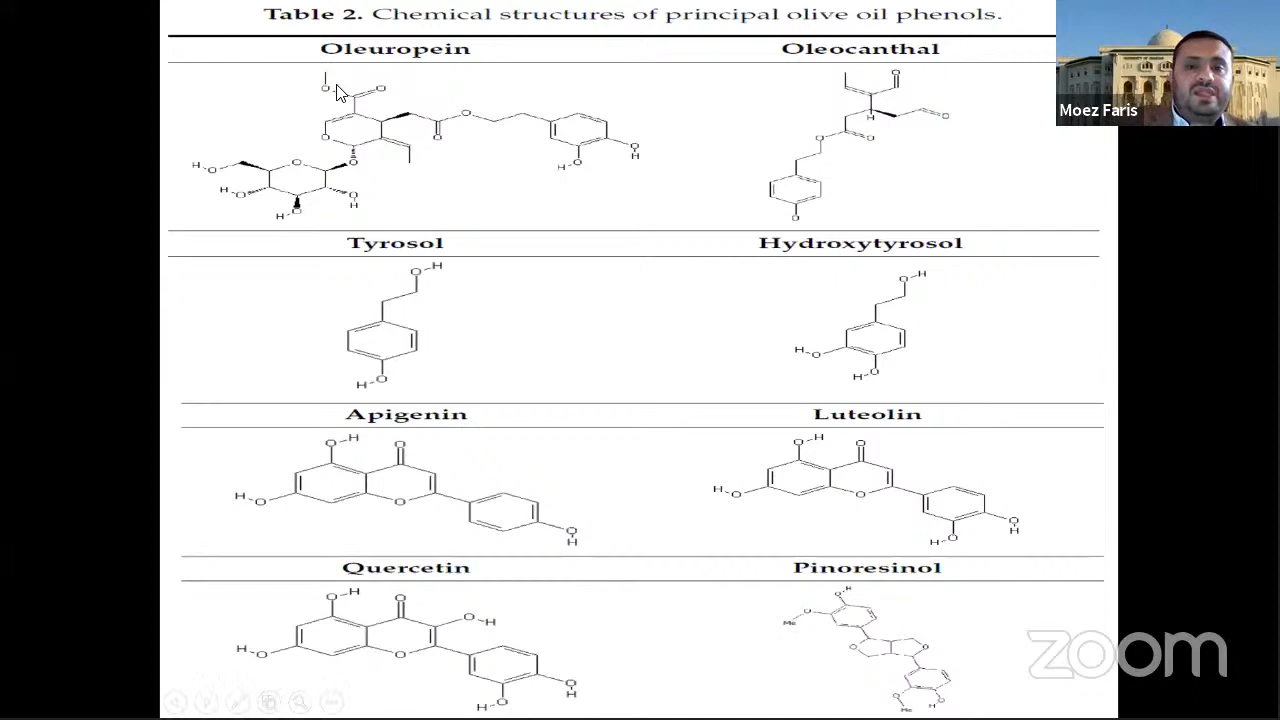 Table 2. Chemical structures of principal olive oil phenols.
Oleuropein
Oleocanthal
Moez Faris
Tyrosol
Hydroxytyrosol
Apigenin
Luteolin
Quercetin
Pinoresinol
zoom